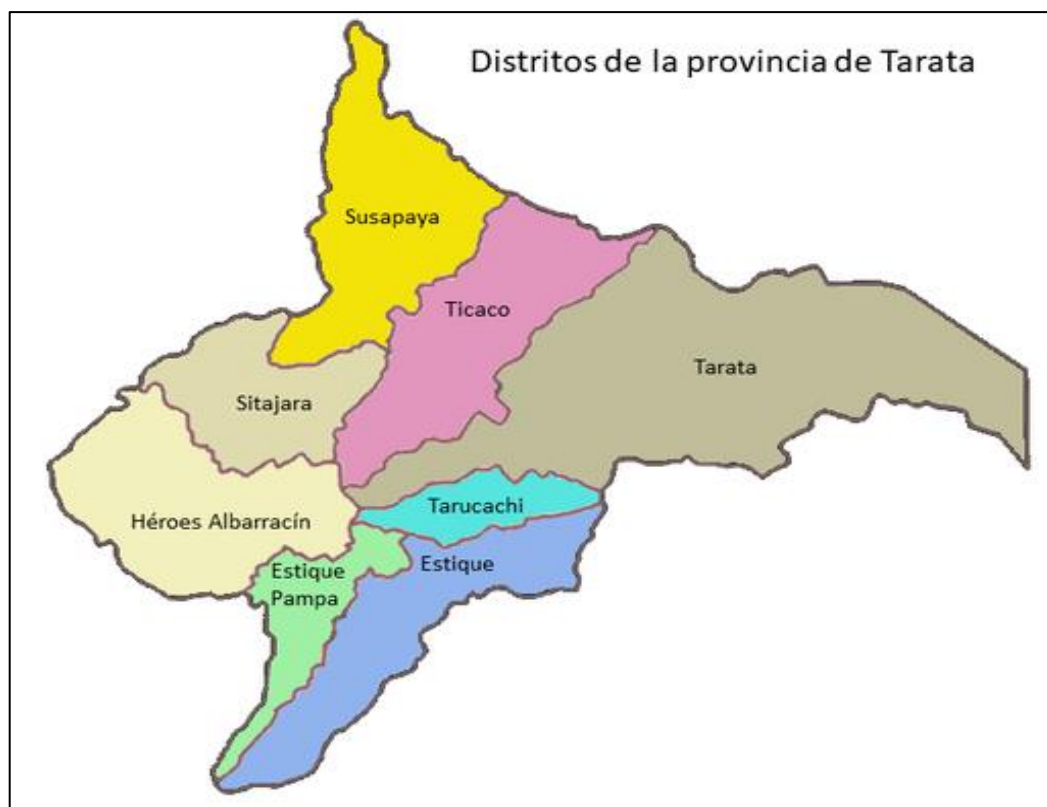 Distritos de la provincia de Tarata
Susapaya
Ticaco
Tarata
Sitajara
Héroes Albarracín
Tarucachi
Estique
Estique
Pampa